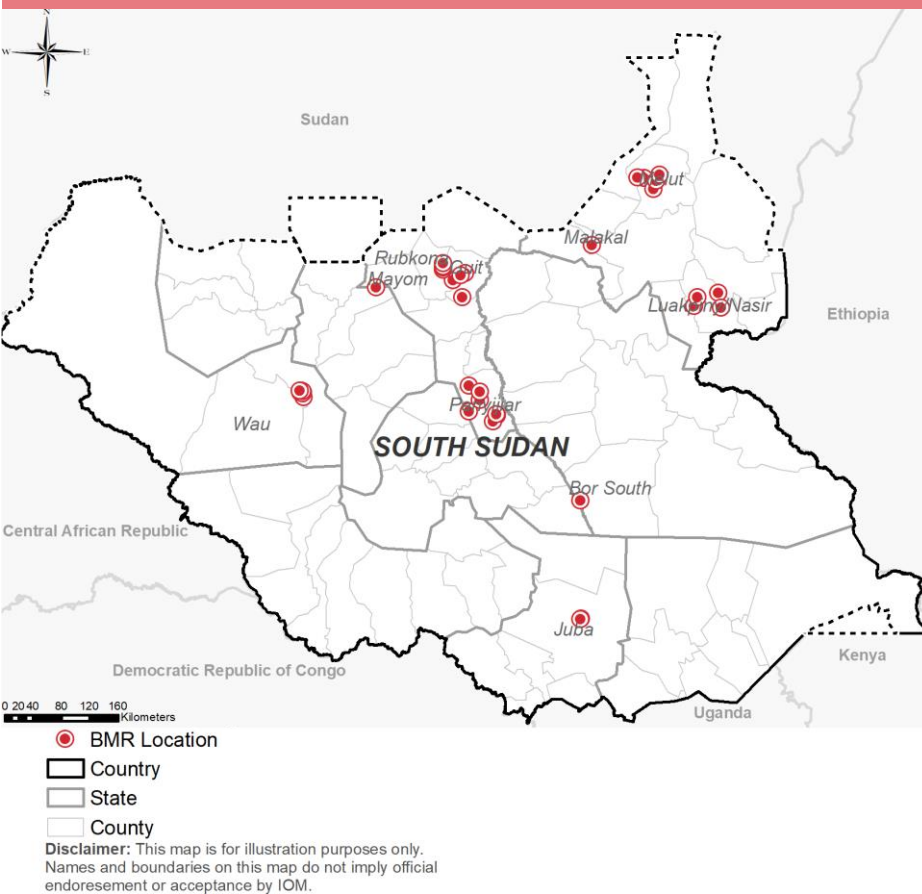 N
W
E
S
Sudan
Malakal
Rubkona
Guit
Mayom
Luakpiny/Nasir
Ethiopia
Wau
Panyijiar
SOUTH SUDAN
Bor South
Central African Republic
Juba
Democratic Republic of Congo
Kenya
Uganda
0 20 40 80 120 160
Kilometers
BMR Location
Country
State
County
Disclaimer: This map is for illustration purposes only.
Names and boundaries on this map do not imply official
endoresement or acceptance by IOM.